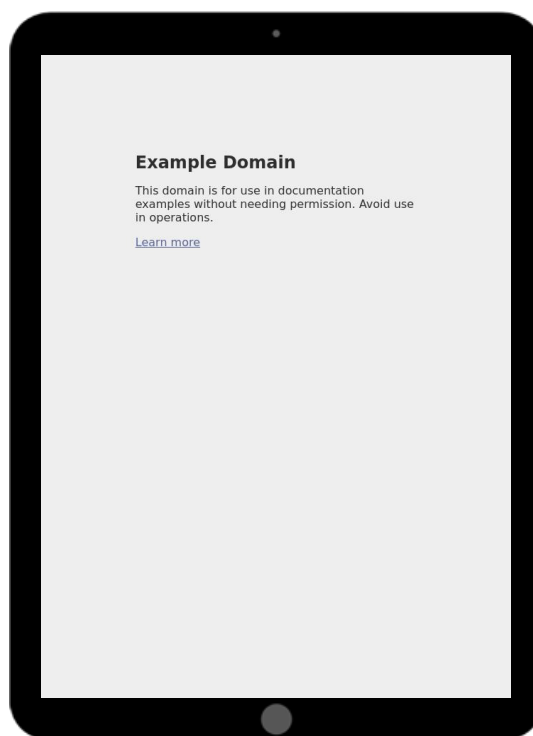 Example Domain
This domain is for use in documentation
examples without needing permission. Avoid use
in operations.
Learn more